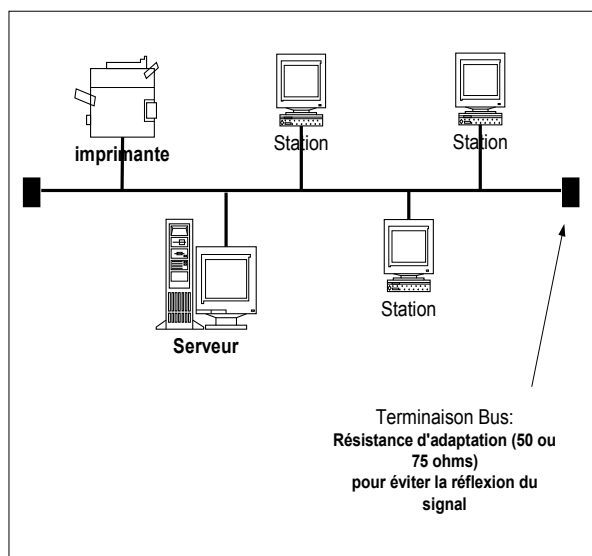 imprimante
Station
Station
Serveur
Station
Terminaison Bus:
Résistance d'adaptation (50 ou
75 ohms)
pour éviter la réflexion du
signal